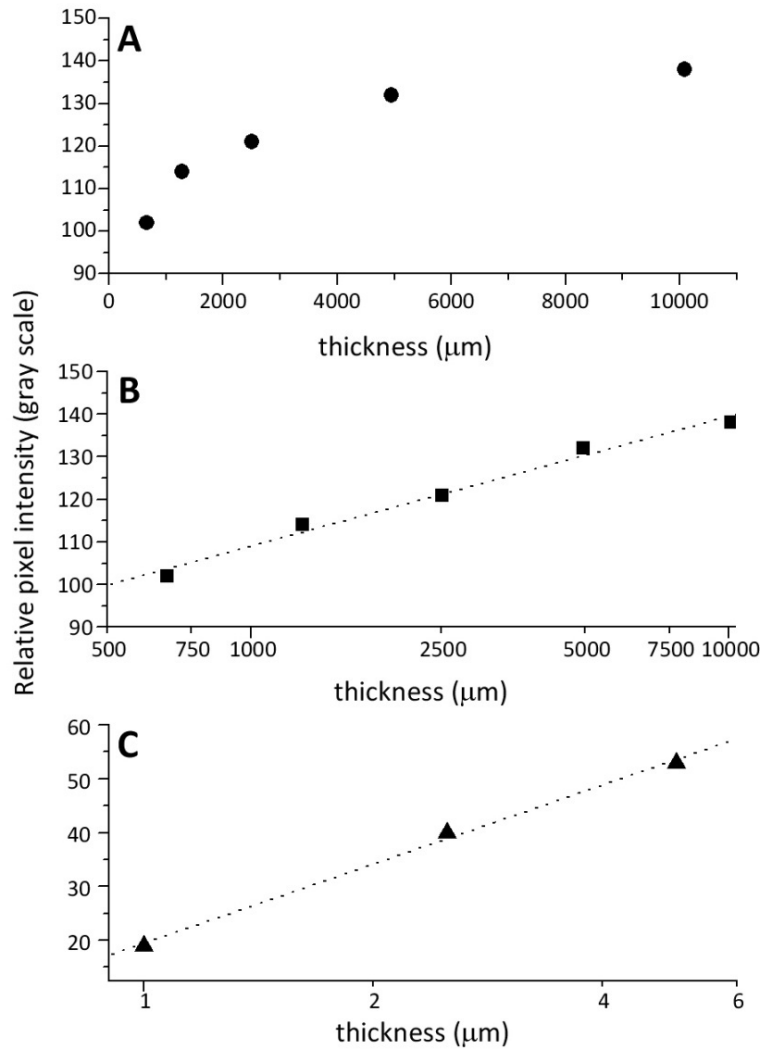 A
150
140
130
120
110
100
90
0 2000 4000 6000 8000 10000
thickness (μm)
Relative pixel intensity (gray scale)
B
150
140
130
120
110
100
90
500 750 1000 2500 5000 7500 10000
thickness (μm)
C
60
50
40
30
20
1 2 4 6
thickness (μm)